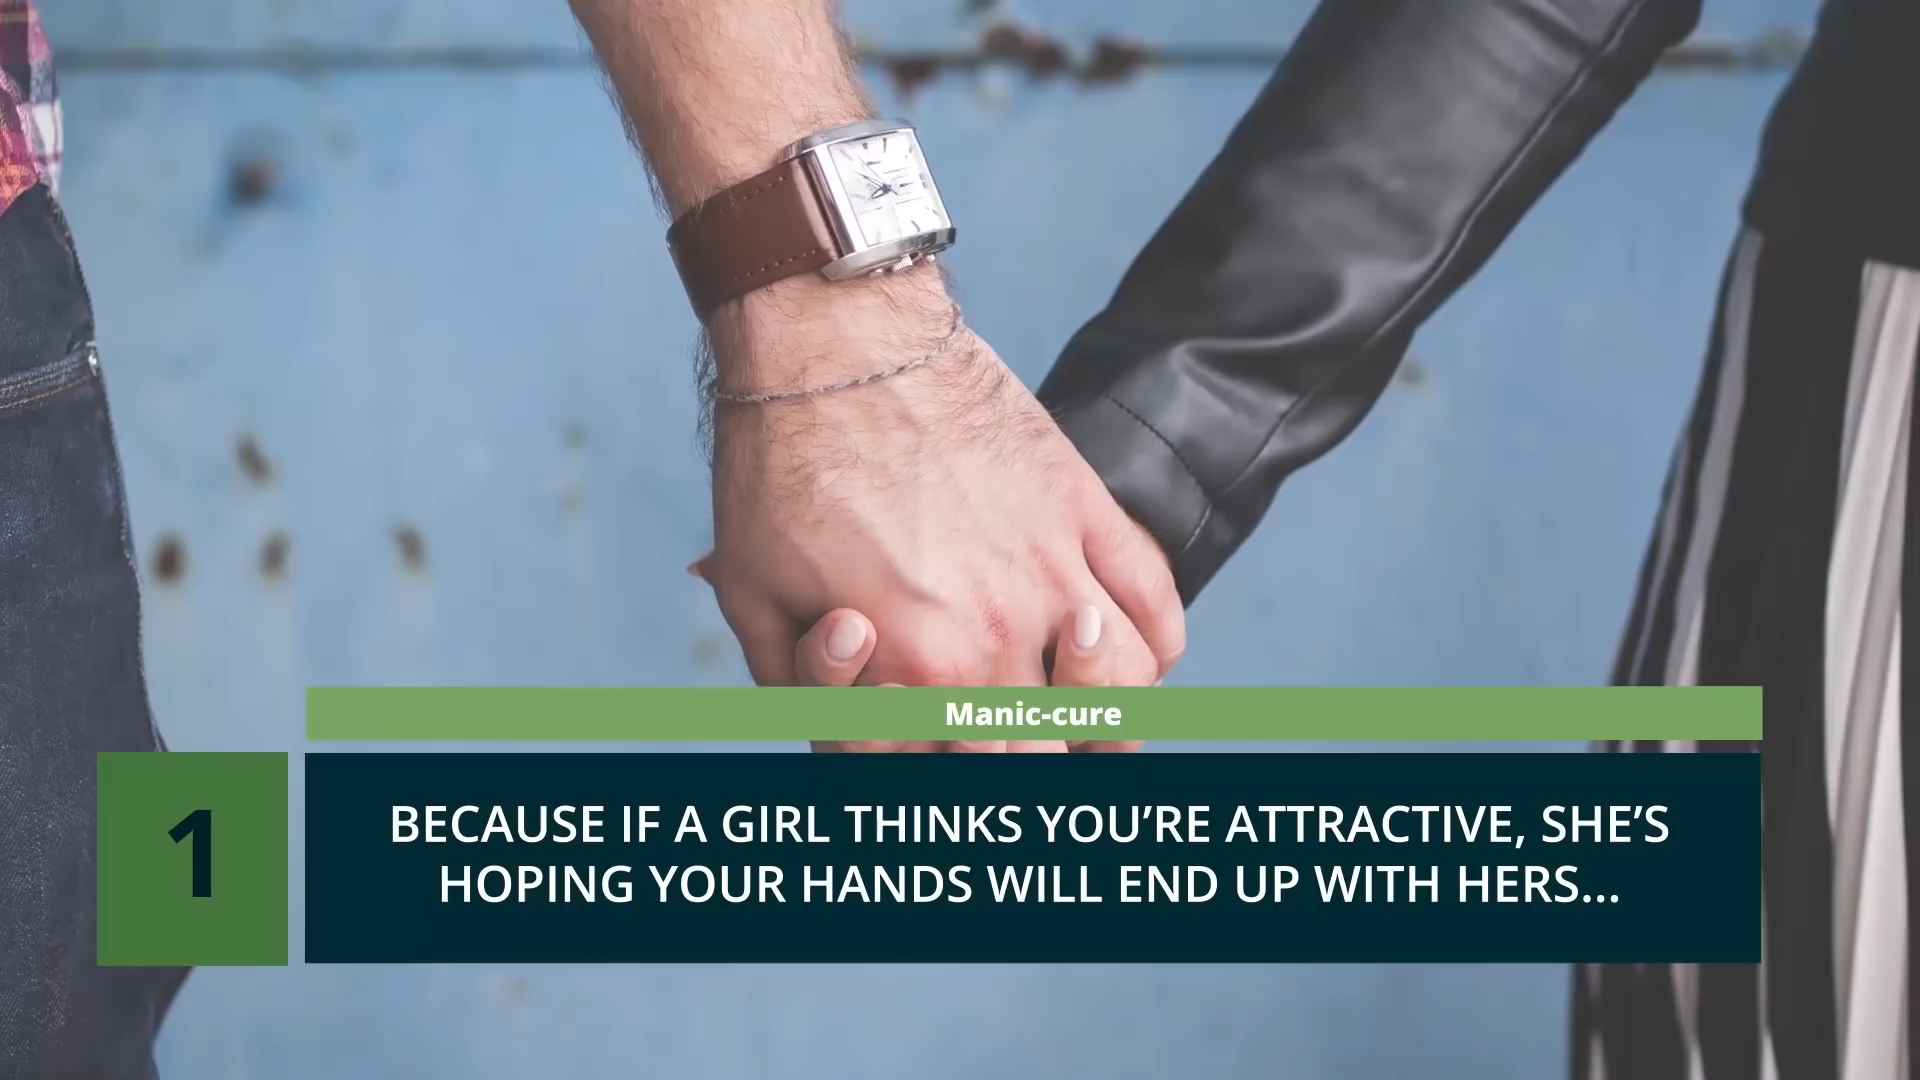 Manic-cure
1
BECAUSE IF A GIRL THINKS YOU’RE ATTRACTIVE, SHE’S
HOPING YOUR HANDS WILL END UP WITH HERS...